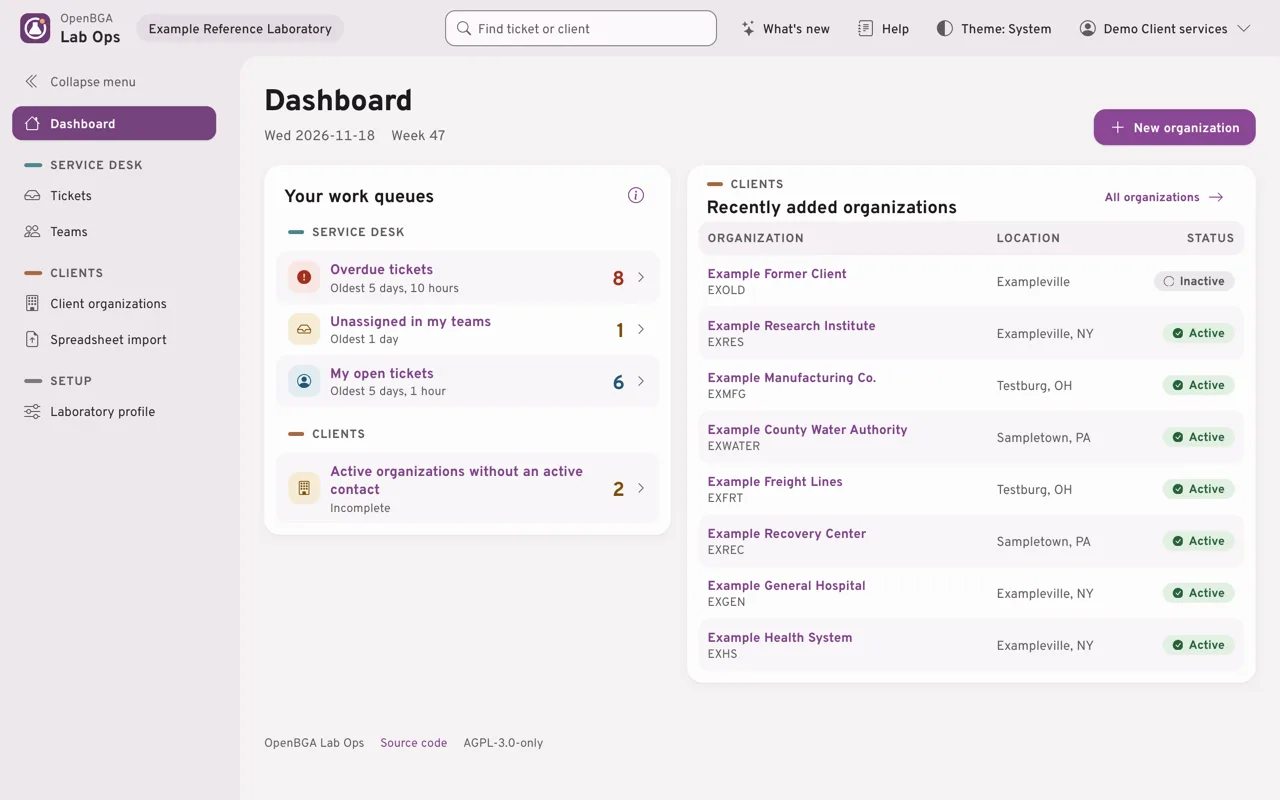 OpenBGA
Lab Ops
Example Reference Laboratory
Find ticket or client
What's new
Help
Theme: System
Demo Client services
Collapse menu
Dashboard
SERVICE DESK
Tickets
Teams
CLIENTS
Client organizations
Spreadsheet import
SETUP
Laboratory profile
Dashboard
Wed 2026-11-18 Week 47
New organization
Your work queues
SERVICE DESK
Overdue tickets
Oldest 5 days, 10 hours
8
Unassigned in my teams
Oldest 1 day
1
My open tickets
Oldest 5 days, 1 hour
6
CLIENTS
Active organizations without an active
contact
Incomplete
2
CLIENTS
Recently added organizations
All organizations
ORGANIZATION LOCATION STATUS
Example Former Client
EXOLD
Exampleville
Inactive
Example Research Institute
EXRES
Exampleville, NY
Active
Example Manufacturing Co.
EXMFG
Testburg, OH
Active
Example County Water Authority
EXWATER
Sampletown, PA
Active
Example Freight Lines
EXFRT
Testburg, OH
Active
Example Recovery Center
EXREC
Sampletown, PA
Active
Example General Hospital
EXGEN
Exampleville, NY
Active
Example Health System
EXHS
Exampleville, NY
Active
OpenBGA Lab Ops Source code AGPL-3.0-only